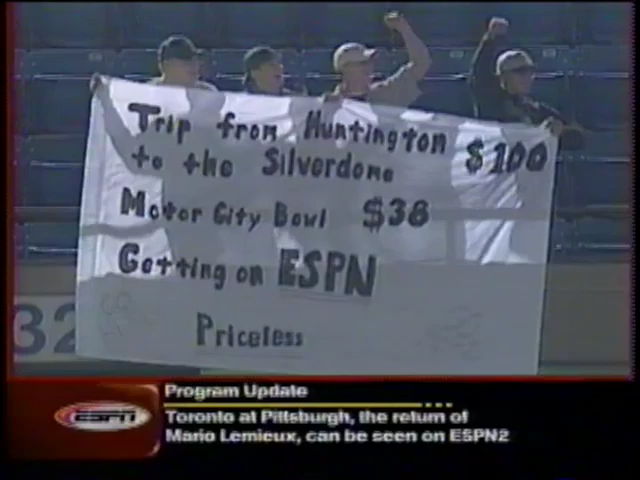 Trip from Huntington
to the Silverdome $100
Motor City Bowl $38
Getting on ESPN
Priceless
32
ESPN
Program Update
Toronto at Pittsburgh, the return of
Mario Lemieux, can be seen on ESPN2